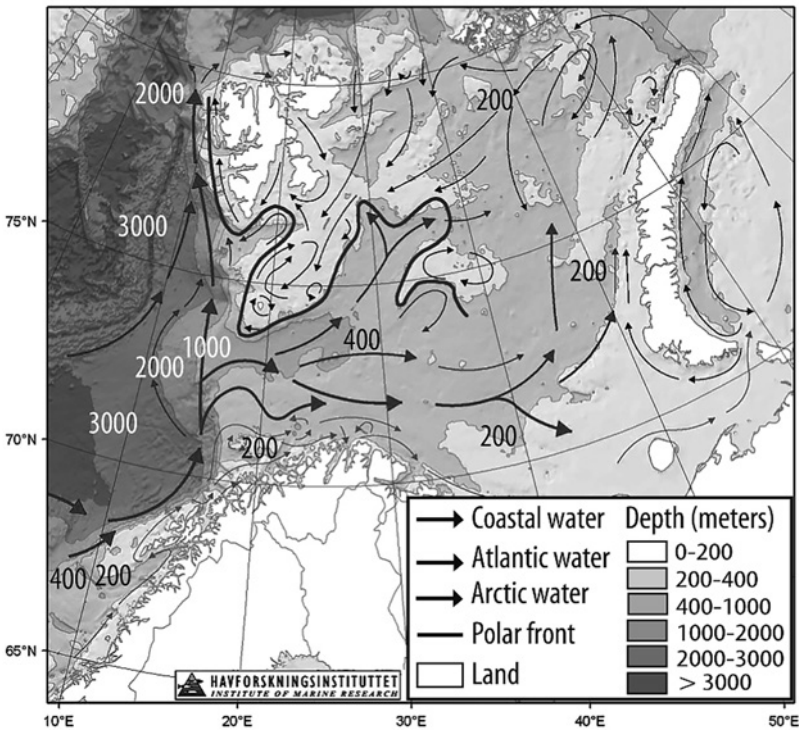 2000
200
75°N
3000
200
1000
400
2000
3000
200
200
70°N
400 200
65°N
Coastal water
Atlantic water
Arctic water
Polar front
Land
Depth (meters)
0-200
200-400
400-1000
1000-2000
2000-3000
> 3000
HAVFORSKNINGSINSTITUTTET
INSTITUTE OF MARINE RESEARCH
10°E
20°E
30°E
40°E
50°E